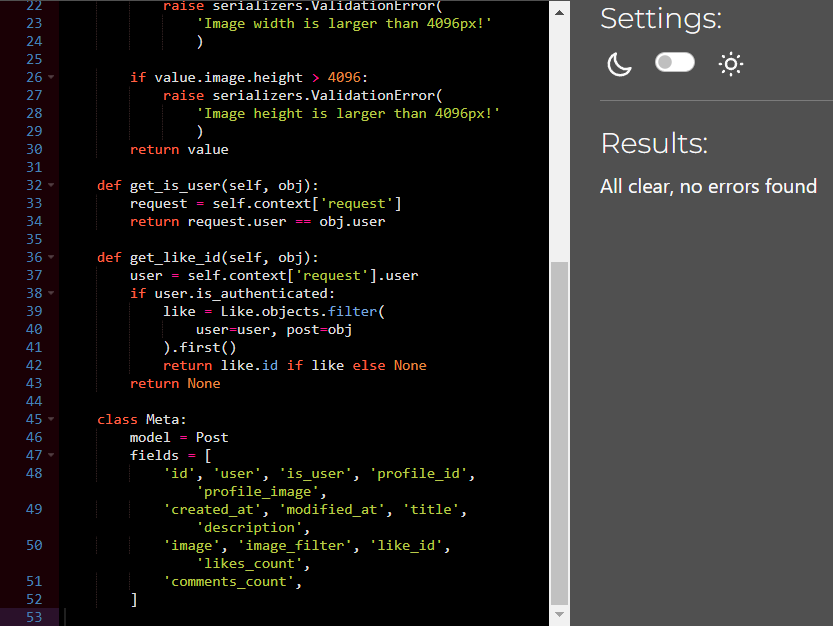 22 raise serializers.ValidationError(
23 'Image width is larger than 4096px!'
24 )
25
26 if value.image.height > 4096:
27 raise serializers.ValidationError(
28 'Image height is larger than 4096px!'
29 )
30 return value
31
32 def get_is_user(self, obj):
33 request = self.context['request']
34 return request.user == obj.user
35
36 def get_like_id(self, obj):
37 user = self.context['request'].user
38 if user.is_authenticated:
39 like = Like.objects.filter(
40 user=user, post=obj
41 ).first()
42 return like.id if like else None
43 return None
44
45 class Meta:
46 model = Post
47 fields = [
48 'id', 'user', 'is_user', 'profile_id',
'profile_image',
49 'created_at', 'modified_at', 'title',
'description',
50 'image', 'image_filter', 'like_id',
'likes_count',
51 'comments_count',
52 ]
53
Settings:
Results:
All clear, no errors found